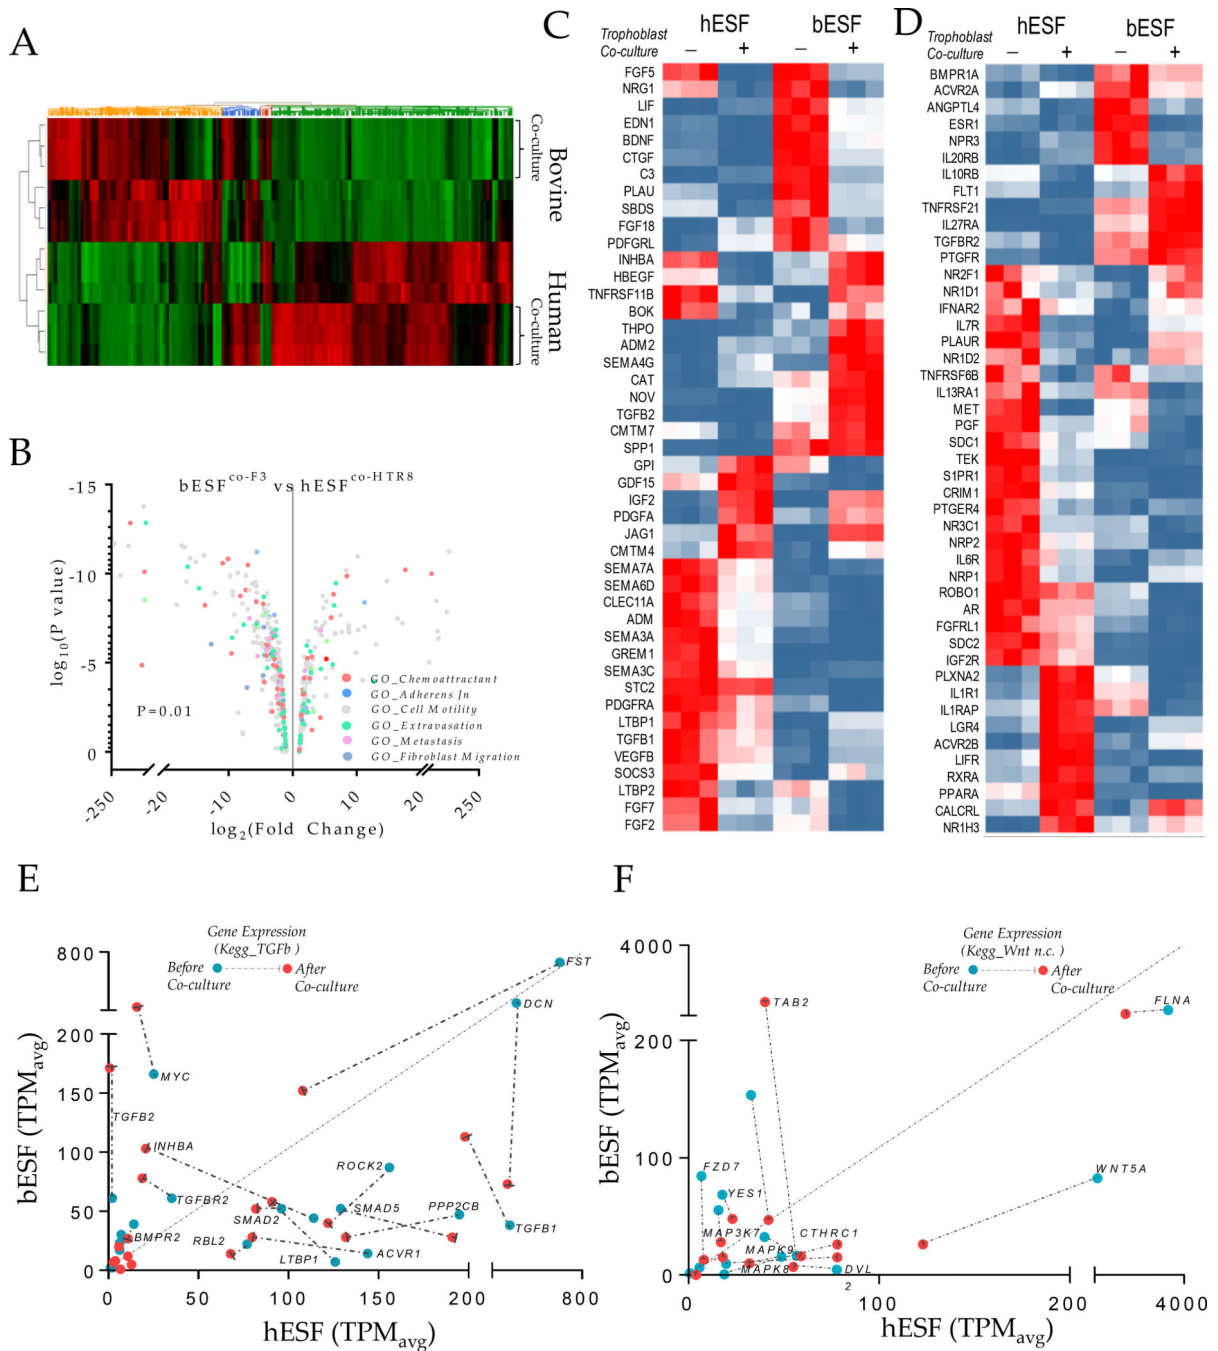 A
Co-culture
Bovine
Human
Co-culture
B
bESF^co-F3 vs hESF^co-HTR8
-15
-10
-5
0
log10(P value)
P=0.01
GO_Chemoattractant
GO_Adherens Jn
GO_Cell Motility
GO_Extravasation
GO_Metastasis
GO_Fibroblast Migration
-250 -20 -10 0 10 20 250
log2(Fold Change)
C
hESF bESF
Trophoblast
Co-culture
− + − +
FGF5
NRG1
LIF
EDN1
BDNF
CTGF
C3
PLAU
SBDS
FGF18
PDFGRL
INHBA
HBEGF
TNFRSF11B
BOK
THPO
ADM2
SEMA4G
CAT
NOV
TGFB2
CMTM7
SPP1
GPI
GDF15
IGF2
PDGFA
JAG1
CMTM4
SEMA7A
SEMA6D
CLEC11A
ADM
SEMA3A
GREM1
SEMA3C
STC2
PDGFRA
LTBP1
TGFB1
VEGFB
SOCS3
LTBP2
FGF7
FGF2
D
hESF bESF
Trophoblast
Co-culture
− + − +
BMPR1A
ACVR2A
ANGPTL4
ESR1
NPR3
IL20RB
IL10RB
FLT1
TNFRSF21
IL27RA
TGFBR2
PTGFR
NR2F1
NR1D1
IFNAR2
IL7R
PLAUR
NR1D2
TNFRSF6B
IL13RA1
MET
PGF
SDC1
TEK
S1PR1
CRIM1
PTGER4
NR3C1
NRP2
IL6R
NRP1
ROBO1
AR
FGFRL1
SDC2
IGF2R
PLXNA2
IL1R1
IL1RAP
LGR4
ACVR2B
LIFR
RXRA
PPARA
CALCRL
NR1H3
E
Gene Expression
(Kegg_TGFb )
Before
Co-culture
After
Co-culture
800
200
150
100
50
0
bESF (TPMavg)
FST
DCN
MYC
TGFB2
INHBA
ROCK2
TGFBR2
SMAD5
PPP2CB
SMAD2
TGFB1
BMPR2
RBL2
LTBP1
ACVR1
0 50 100 150 200 800
hESF (TPMavg)
F
Gene Expression
(Kegg_Wnt n.c. )
Before
Co-culture
After
Co-culture
4000
200
100
0
bESF (TPMavg)
TAB2
FLNA
FZD7
YES1
WNT5A
MAP3K7
CTHRC1
MAPK9
MAPK8
DVL
2
0 100 200 4000
hESF (TPMavg)